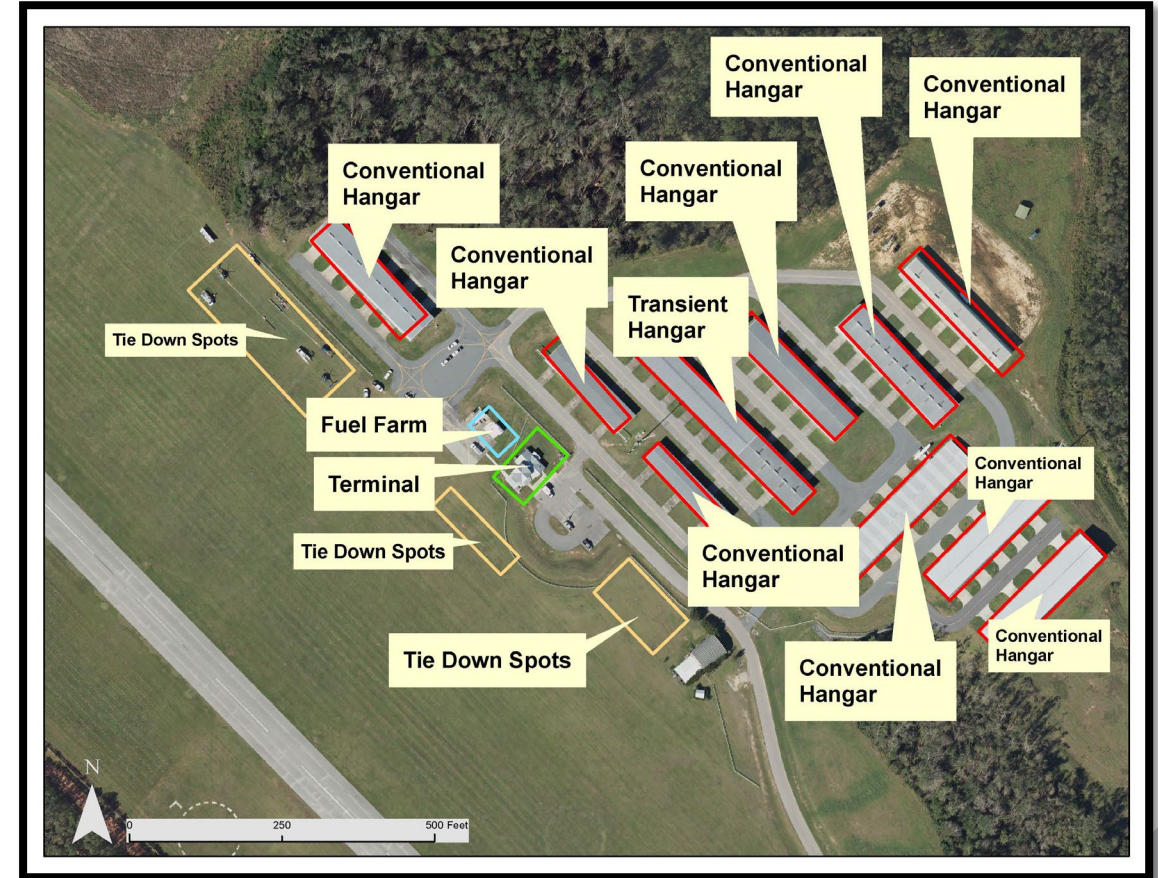 Conventional
Hangar
Conventional
Hangar
Conventional
Hangar
Conventional
Hangar
Conventional
Hangar
Transient
Hangar
Tie Down Spots
Fuel Farm
Terminal
Conventional
Hangar
Tie Down Spots
Conventional
Hangar
Conventional
Hangar
Tie Down Spots
Conventional
Hangar
N
0
250
500 Feet